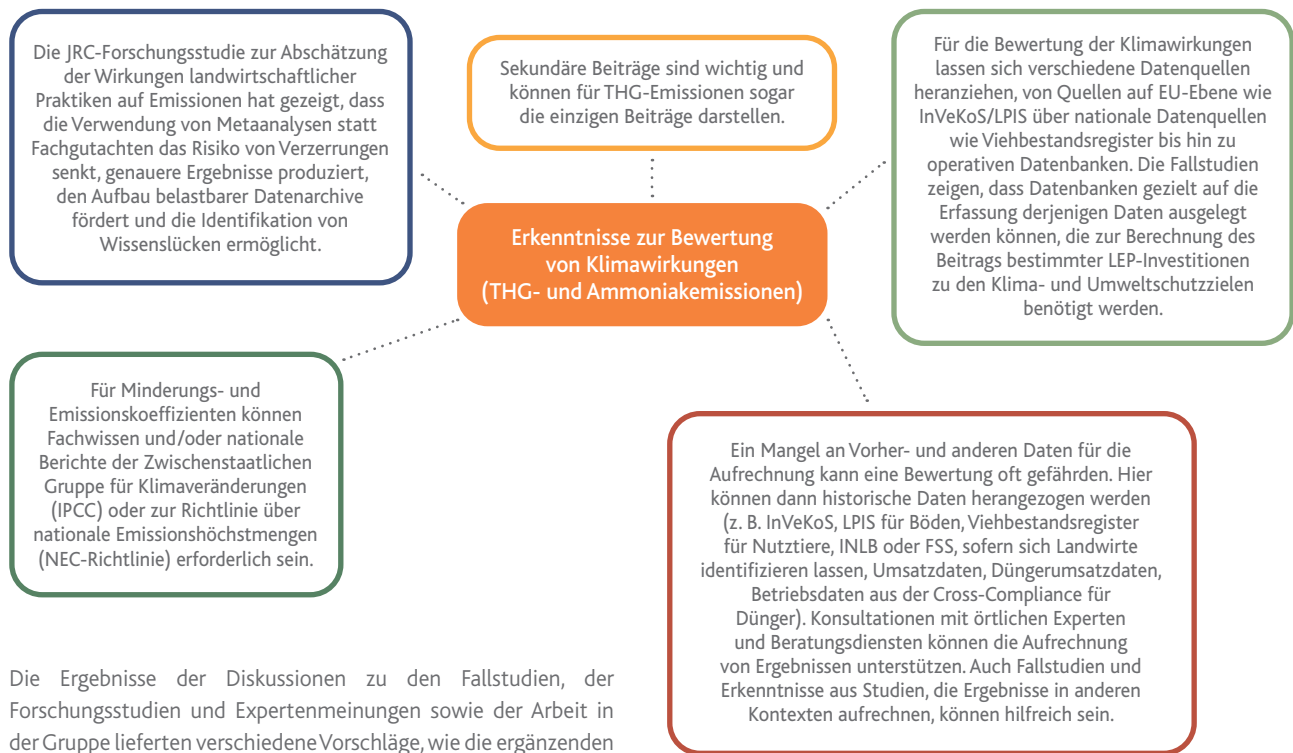 Die JRC-Forschungsstudie zur Abschätzung
der Wirkungen landwirtschaftlicher
Praktiken auf Emissionen hat gezeigt, dass
die Verwendung von Metaanalysen statt
Fachgutachten das Risiko von Verzerrungen
senkt, genauere Ergebnisse produziert,
den Aufbau belastbarer Datenarchive
fördert und die Identifikation von
Wissenslücken ermöglicht.
Sekundäre Beiträge sind wichtig und
können für THG-Emissionen sogar
die einzigen Beiträge darstellen.
Für die Bewertung der Klimawirkungen
lassen sich verschiedene Datenquellen
heranziehen, von Quellen auf EU-Ebene wie
InVeKoS/LPIS über nationale Datenquellen
wie Viehbestandsregister bis hin zu
operativen Datenbanken. Die Fallstudien
zeigen, dass Datenbanken gezielt auf die
Erfassung derjenigen Daten ausgelegt
werden können, die zur Berechnung des
Beitrags bestimmter LEP-Investitionen
zu den Klima- und Umweltschutzzielen
benötigt werden.
Erkenntnisse zur Bewertung
von Klimawirkungen
(THG- und Ammoniakemissionen)
Für Minderungs- und
Emissionskoeffizienten können
Fachwissen und/oder nationale
Berichte der Zwischenstaatlichen
Gruppe für Klimaveränderungen
(IPCC) oder zur Richtlinie über
nationale Emissionshöchstmengen
(NEC-Richtlinie) erforderlich sein.
Ein Mangel an Vorher- und anderen Daten für die
Aufrechnung kann eine Bewertung oft gefährden. Hier
können dann historische Daten herangezogen werden
(z. B. InVeKoS, LPIS für Böden, Viehbestandsregister
für Nutztiere, INLB oder FSS, sofern sich Landwirte
identifizieren lassen, Umsatzdaten, Düngerumsatzdaten,
Betriebsdaten aus der Cross-Compliance für
Dünger). Konsultationen mit örtlichen Experten
und Beratungsdiensten können die Aufrechnung
von Ergebnissen unterstützen. Auch Fallstudien und
Erkenntnisse aus Studien, die Ergebnisse in anderen
Kontexten aufrechnen, können hilfreich sein.
Die Ergebnisse der Diskussionen zu den Fallstudien, der
Forschungsstudien und Expertenmeinungen sowie der Arbeit in
der Gruppe lieferten verschiedene Vorschläge, wie die ergänzenden